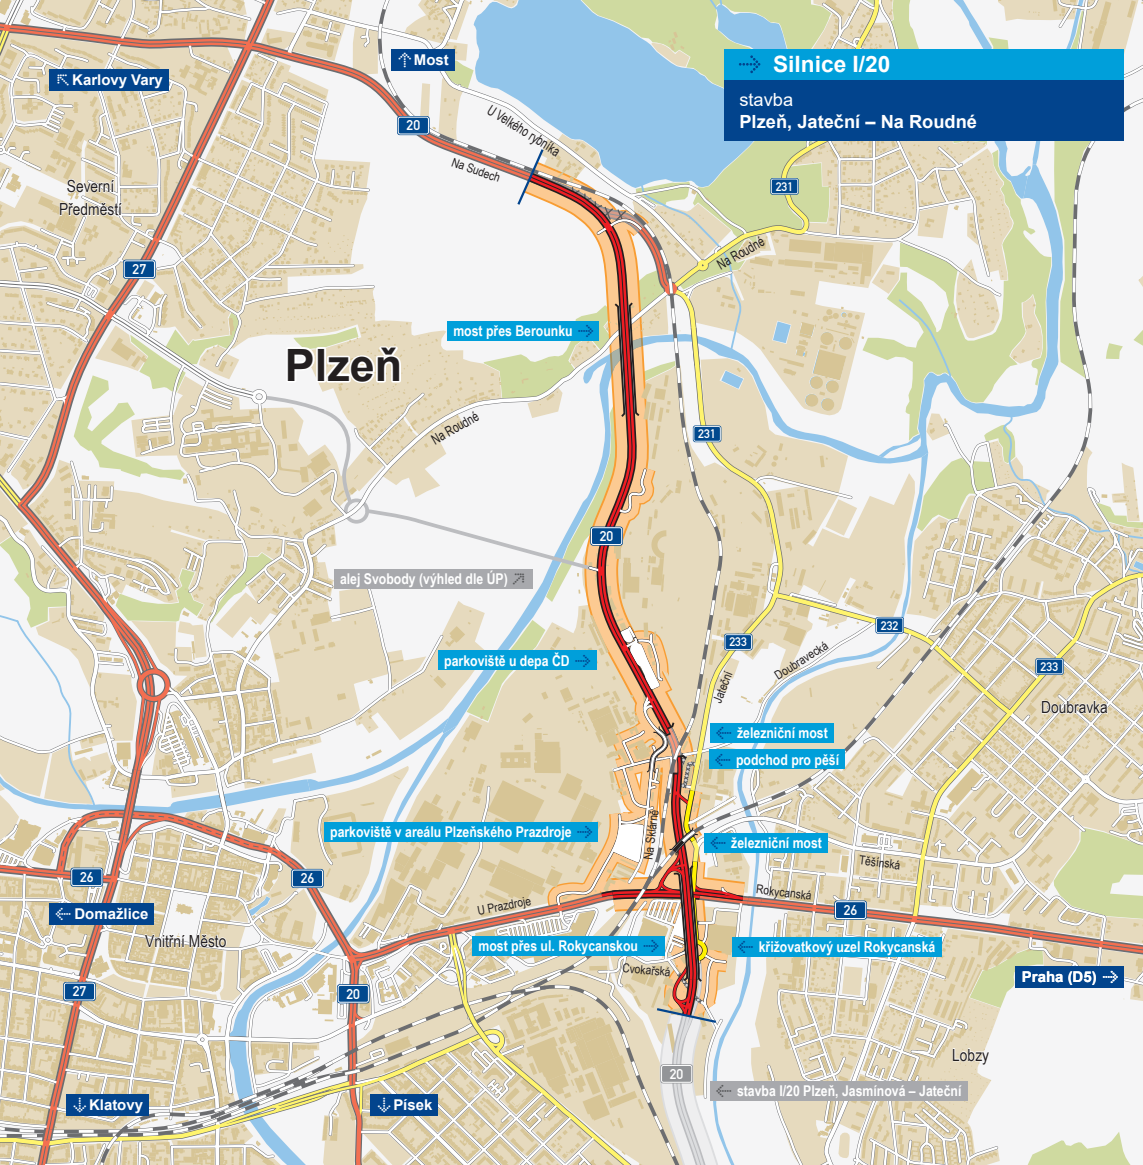 Most
Silnice I/20
Karlovy Vary
stavba
Plzeň, Jateční – Na Roudné
20
U Velkého rybníka
Na Sudech
Severní
Předměstí
231
Na Roudné
27
most přes Berounku
Plzeň
Na Roudné
231
20
alej Svobody (výhled dle ÚP)
232
233
Doubravecká
parkoviště u depa ČD
233
Jateční
Doubravka
železniční most
podchod pro pěší
parkoviště v areálu Plzeňského Prazdroje
Na Sklárně
železniční most
Těšínská
26
26
Rokycanská
U Prazdroje
26
Domažlice
Vnitřní Město
most přes ul. Rokycanskou
křižovatkový uzel Rokycanská
Cvokařská
Praha (D5)
27
20
Lobzy
20
stavba I/20 Plzeň, Jasmínová – Jateční
Klatovy
Písek